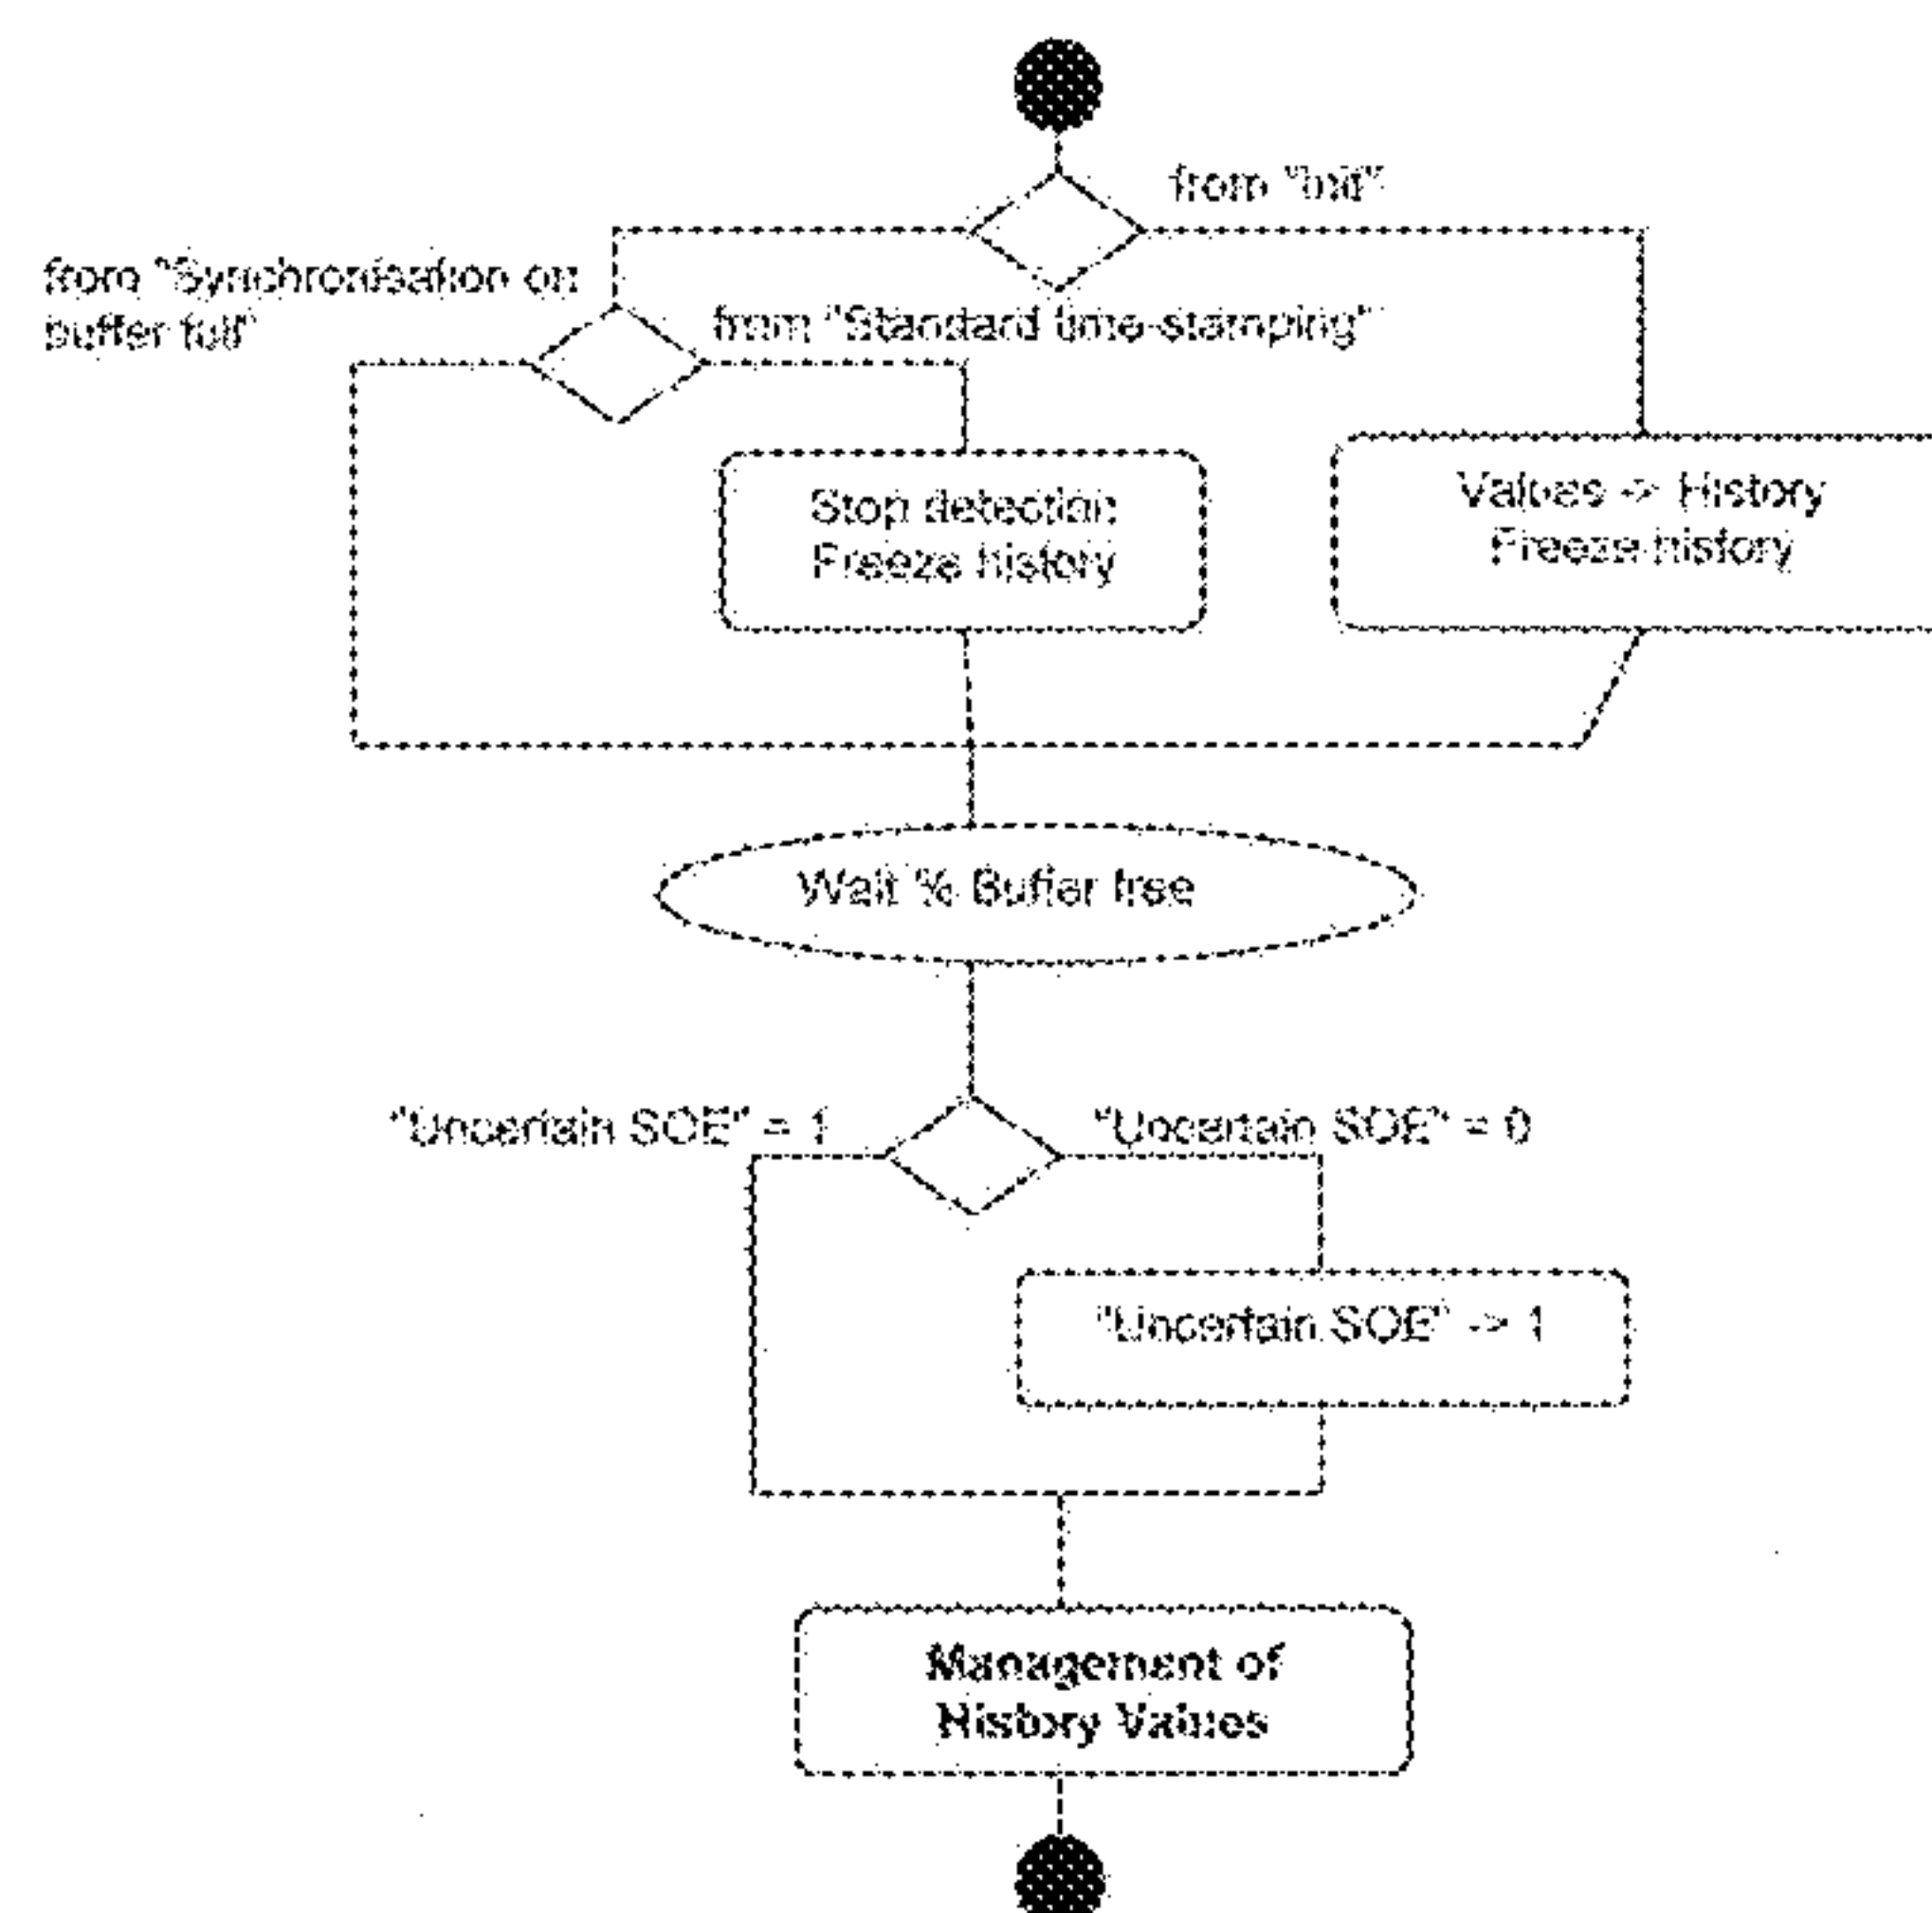 from "Init"
from "Synchronisation on
buffer full"
from "Standard time-stamping"
Stop detection
Freeze history
Values -> History
Freeze history
Wait % Buffer free
"Uncertain SOE" = 1
"Uncertain SOE" = 0
"Uncertain SOE" -> 1
Management of
History Values